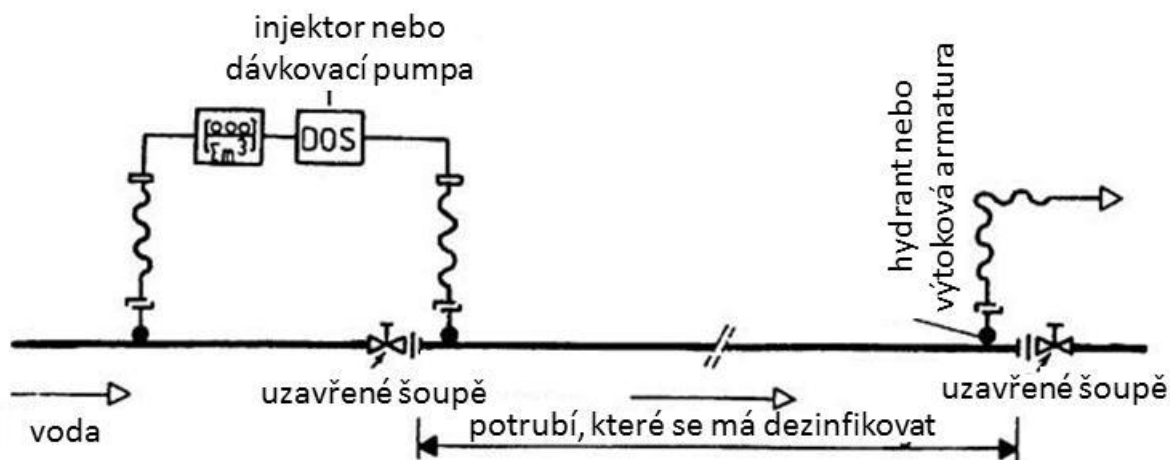 injektor nebo
dávkovací pumpa
Σm³
DOS
hydrant nebo
výtoková armatura
uzavřené šoupě
uzavřené šoupě
voda
potrubí, které se má dezinfikovat